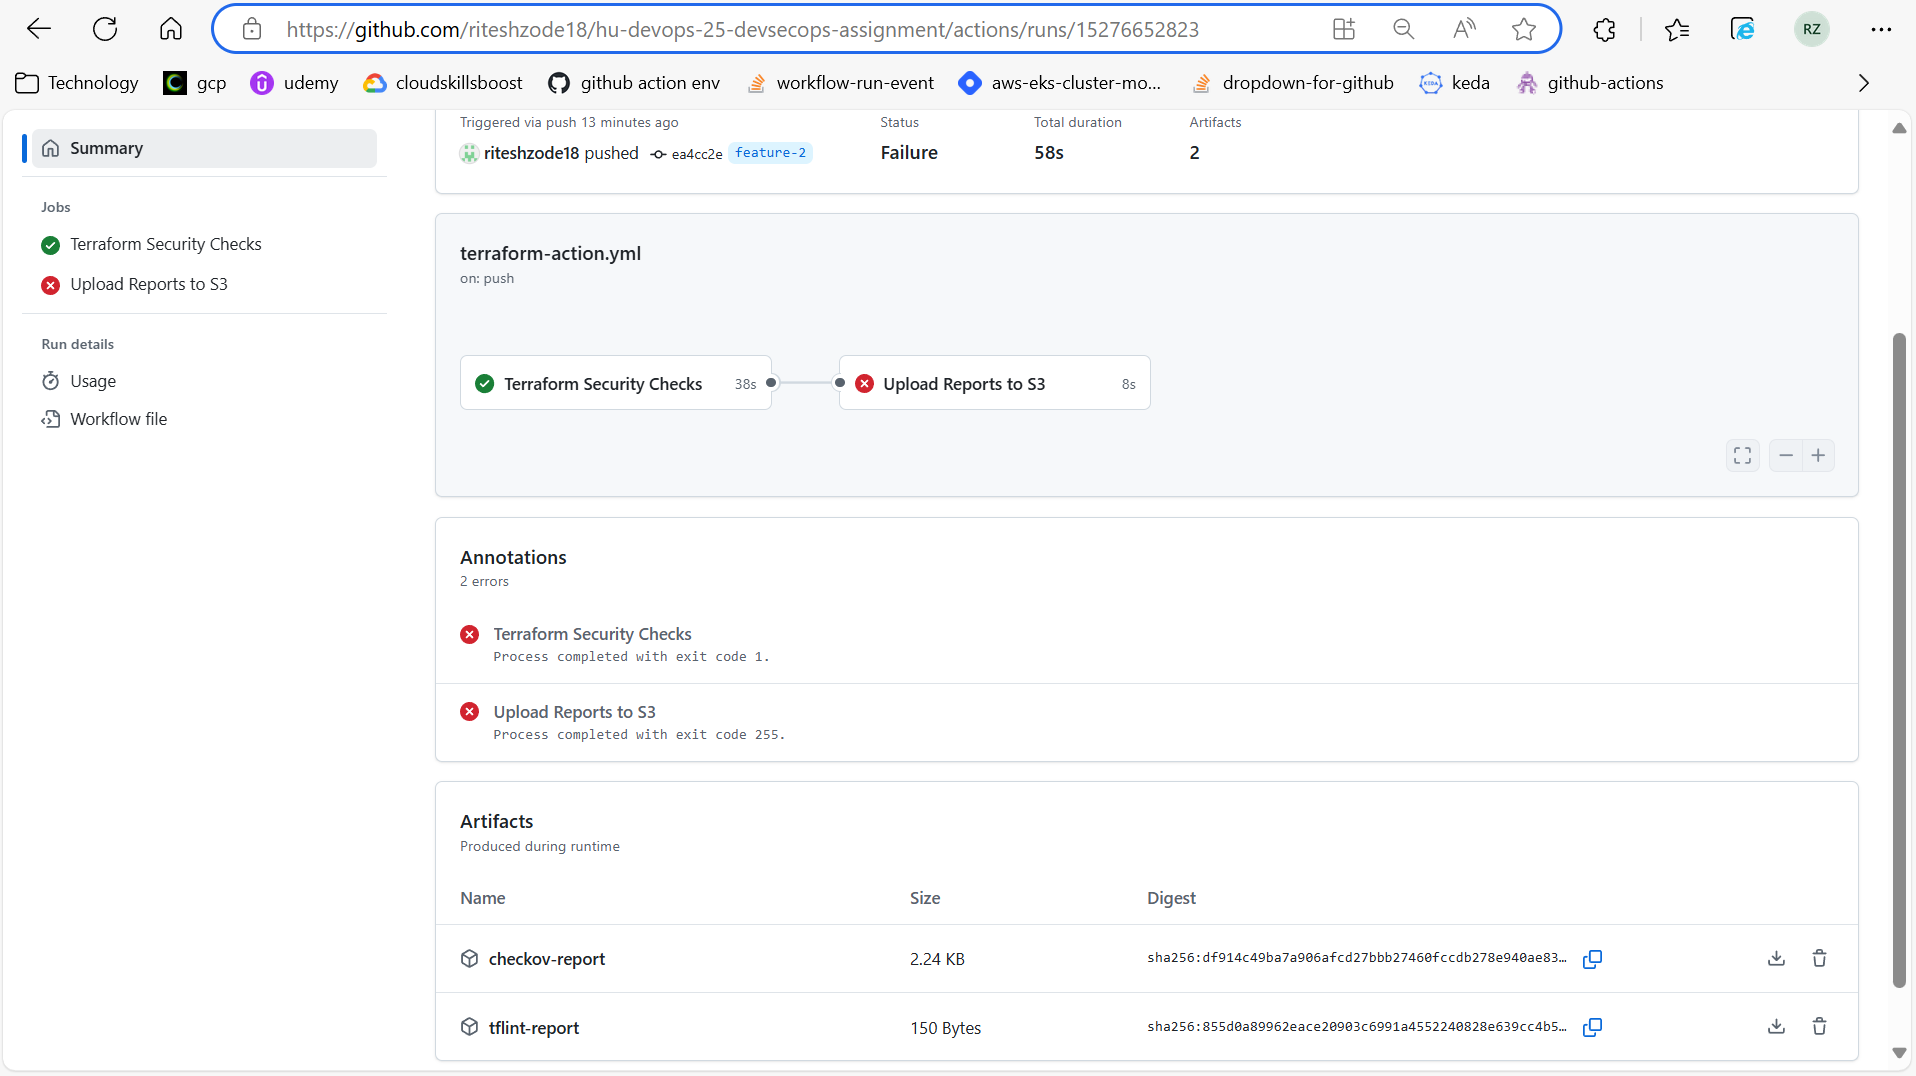 https://github.com/riteshzode18/hu-devops-25-devsecops-assignment/actions/runs/15276652823
RZ
Technology gcp udemy cloudskillsboost github action env workflow-run-event aws-eks-cluster-mo... dropdown-for-github keda github-actions
Summary
Jobs
Terraform Security Checks
Upload Reports to S3
Run details
Usage
Workflow file
Triggered via push 13 minutes ago Status Total duration Artifacts
riteshzode18 pushed ea4cc2e feature-2 Failure 58s 2
terraform-action.yml
on: push
Terraform Security Checks 38s Upload Reports to S3 8s
Annotations
2 errors
Terraform Security Checks
Process completed with exit code 1.
Upload Reports to S3
Process completed with exit code 255.
Artifacts
Produced during runtime
Name Size Digest
checkov-report 2.24 KB sha256:df914c49ba7a906afcd27bbb27460fccdb278e940ae83…
tflint-report 150 Bytes sha256:855d0a89962eace20903c6991a4552240828e639cc4b5…